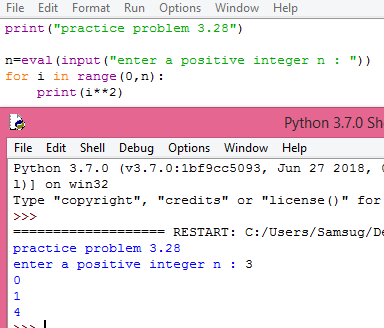 File Edit Format Run Options Window Help
print("practice problem 3.28")
n=eval(input("enter a positive integer n : "))
for i in range(0,n):
    print(i**2)
Python 3.7.0 She
File Edit Shell Debug Options Window Help
Python 3.7.0 (v3.7.0:1bf9cc5093, Jun 27 2018,
l)] on win32
Type "copyright", "credits" or "license()" for
>>>
=================== RESTART: C:/Users/Samsug/De
practice problem 3.28
enter a positive integer n : 3
0
1
4
>>>